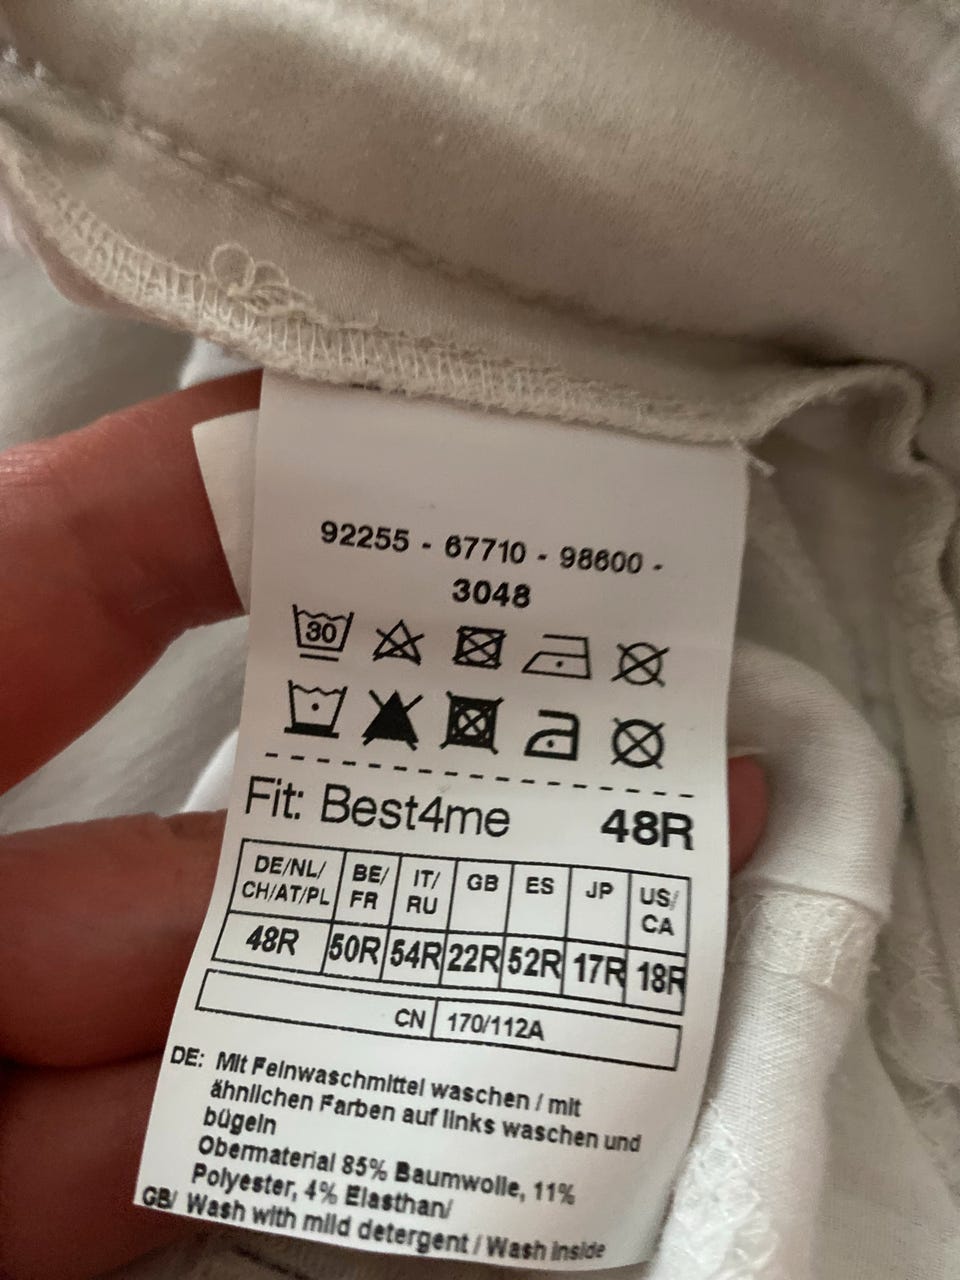 92255 - 67710 - 98600 -
3048
30
Fit: Best4me 48R
DE/NL/ CH/AT/PL BE/ FR IT/ RU GB ES JP US/ CA
48R 50R 54R 22R 52R 17R 18R
CN 170/112A
DE: Mit Feinwaschmittel waschen / mit
ähnlichen Farben auf links waschen und
bügeln
Obermaterial 85% Baumwolle, 11%
Polyester, 4% Elasthan/
GB/ Wash with mild detergent / Wash inside